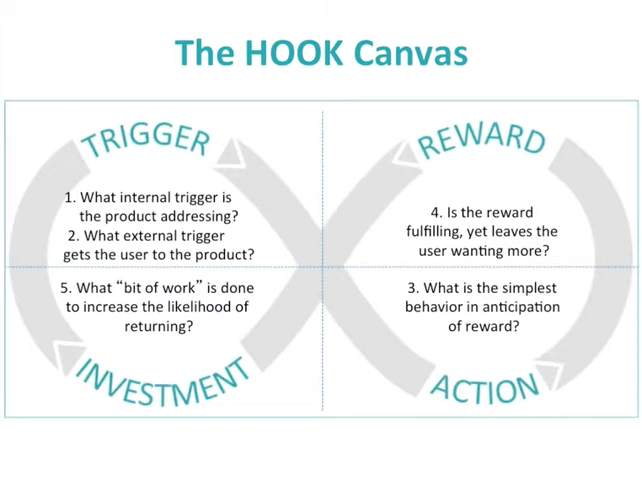 The HOOK Canvas
TRIGGER
1. What internal trigger is
the product addressing?
2. What external trigger
gets the user to the product?
REWARD
4. Is the reward
fulfilling, yet leaves the
user wanting more?
5. What “bit of work” is done
to increase the likelihood of
returning?
INVESTMENT
3. What is the simplest
behavior in anticipation
of reward?
ACTION